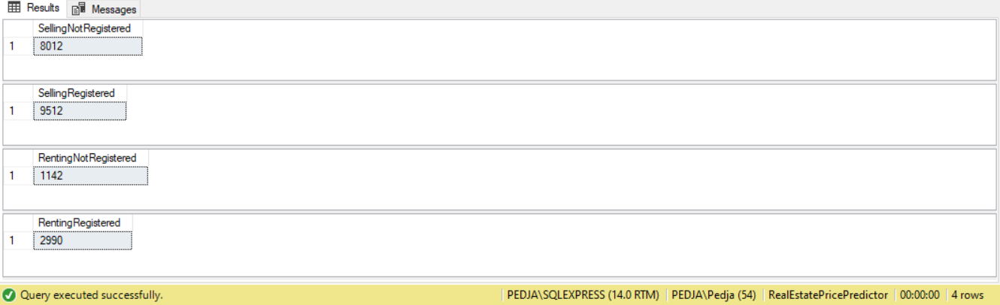 Results Messages
SellingNotRegistered
1 8012
SellingRegistered
1 9512
RentingNotRegistered
1 1142
RentingRegistered
1 2990
Query executed successfully. PEDJA\SQLEXPRESS (14.0 RTM) PEDJA\Pedja (54) RealEstatePricePredictor 00:00:00 4 rows